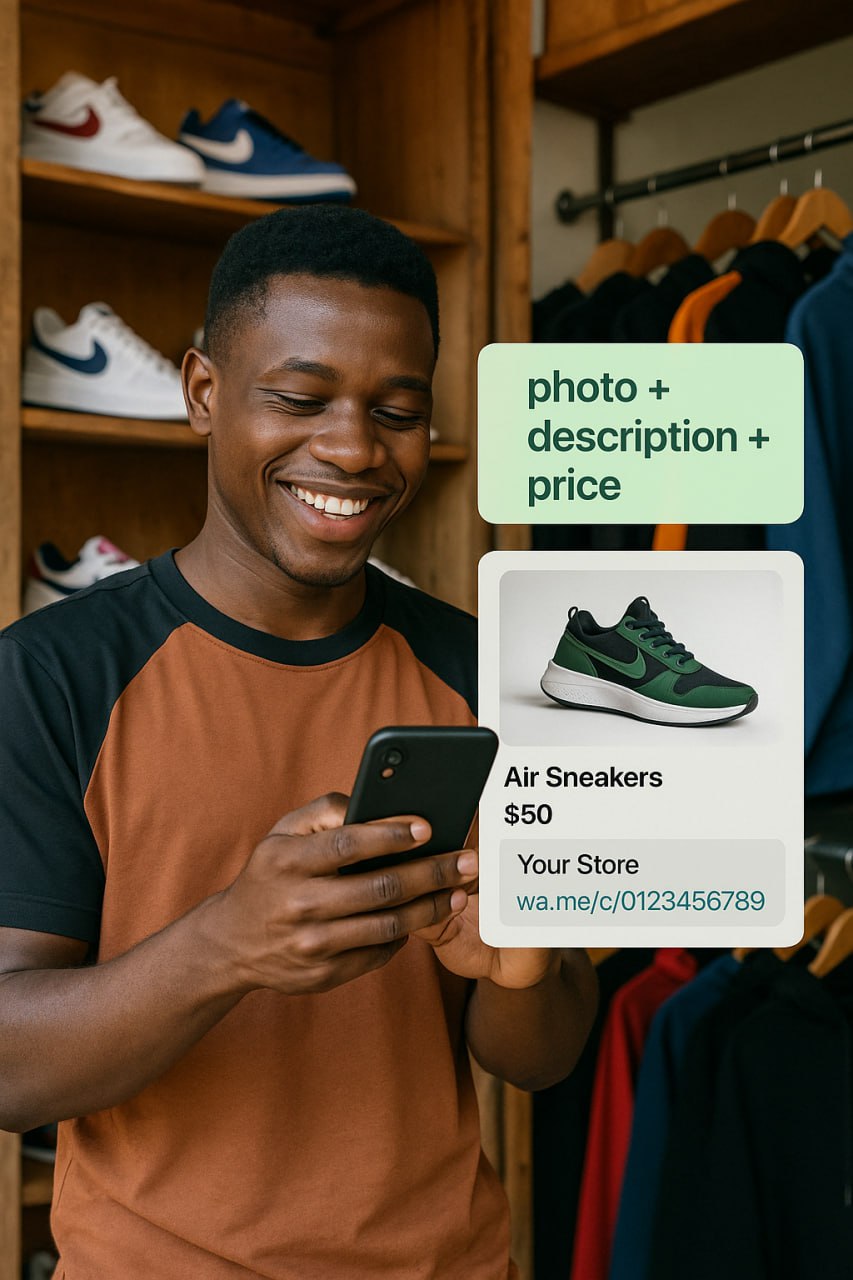 photo +
description +
price
Air Sneakers
$50
Your Store
wa.me/c/0123456789